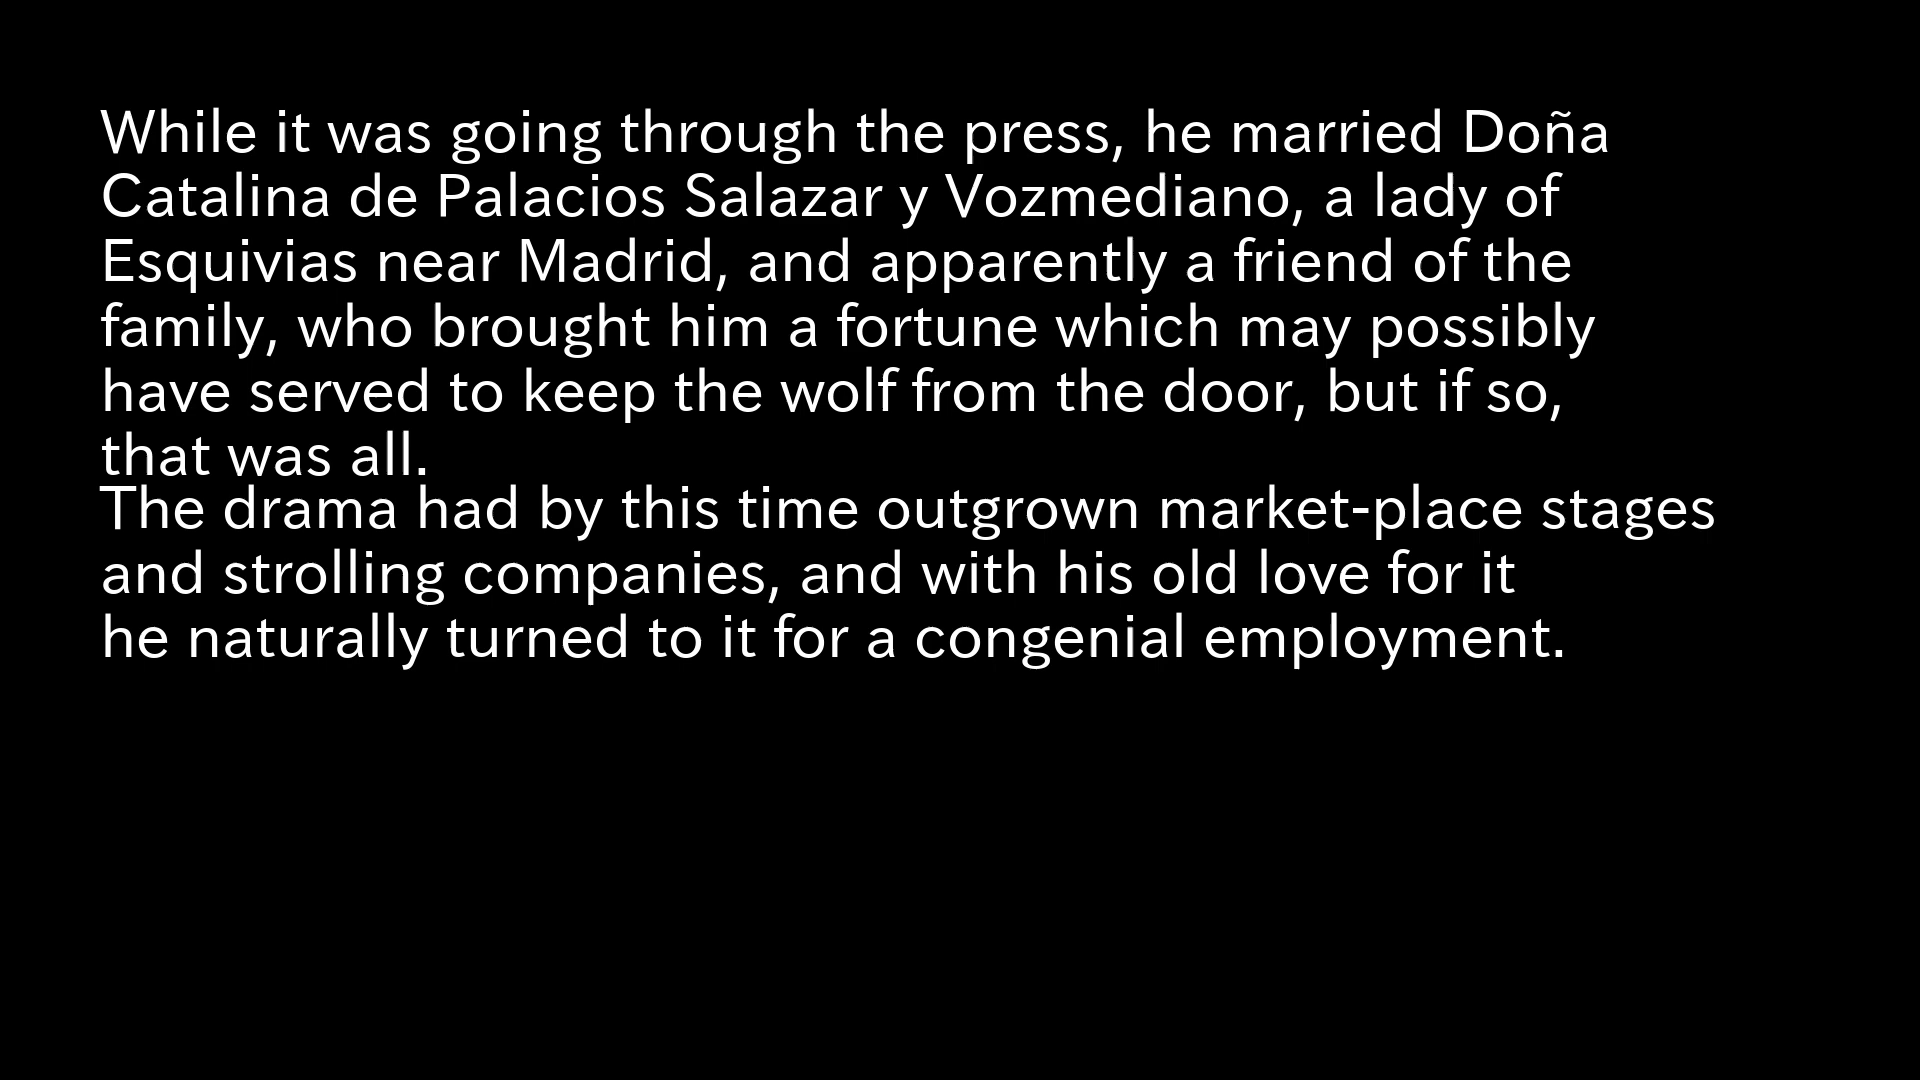 While it was going through the press, he married Doña
Catalina de Palacios Salazar y Vozmediano, a lady of
Esquivias near Madrid, and apparently a friend of the
family, who brought him a fortune which may possibly
have served to keep the wolf from the door, but if so,
that was all.
The drama had by this time outgrown market-place stages
and strolling companies, and with his old love for it
he naturally turned to it for a congenial employment.